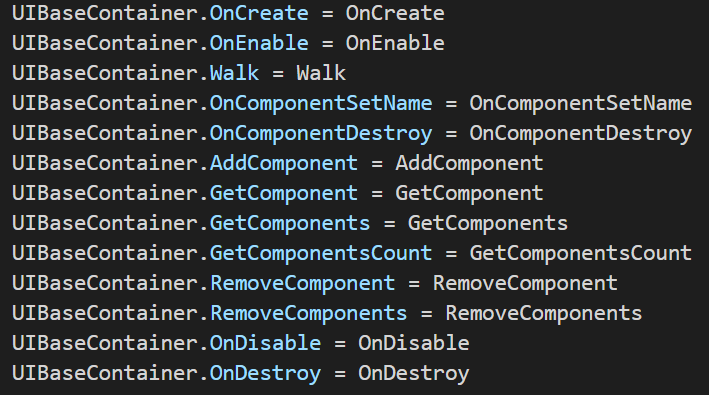 UIBaseContainer.OnCreate = OnCreate
UIBaseContainer.OnEnable = OnEnable
UIBaseContainer.Walk = Walk
UIBaseContainer.OnComponentSetName = OnComponentSetName
UIBaseContainer.OnComponentDestroy = OnComponentDestroy
UIBaseContainer.AddComponent = AddComponent
UIBaseContainer.GetComponent = GetComponent
UIBaseContainer.GetComponents = GetComponents
UIBaseContainer.GetComponentsCount = GetComponentsCount
UIBaseContainer.RemoveComponent = RemoveComponent
UIBaseContainer.RemoveComponents = RemoveComponents
UIBaseContainer.OnDisable = OnDisable
UIBaseContainer.OnDestroy = OnDestroy